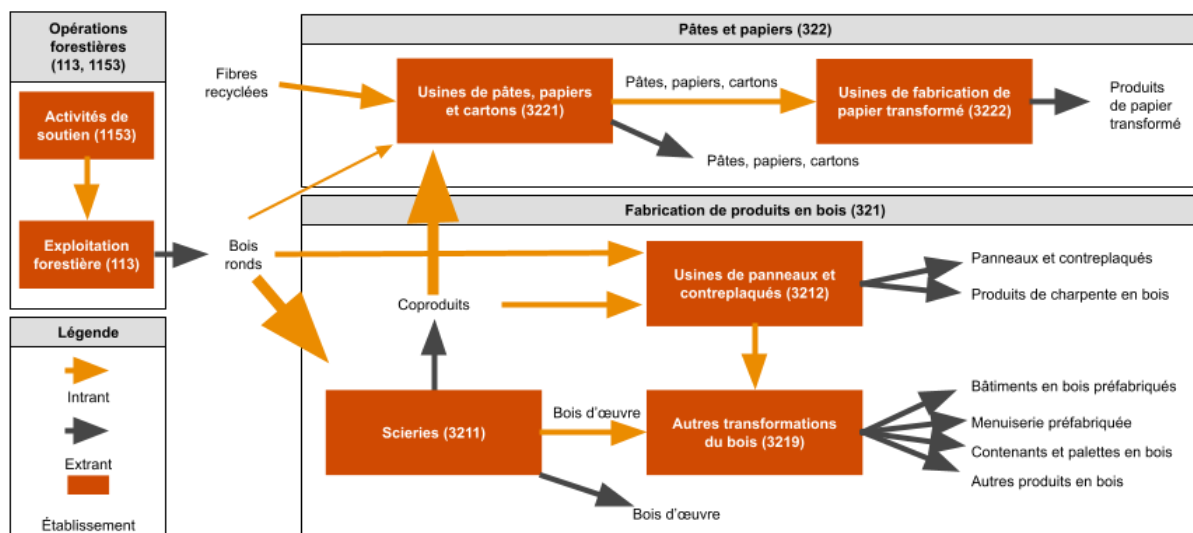 Opérations
forestières
(113, 1153)
Activités de
soutien (1153)
Exploitation
forestière (113)
Légende
Intrant
Extrant
Établissement
Fibres
recyclées
Bois
ronds
Pâtes et papiers (322)
Usines de pâtes, papiers
et cartons (3221)
Pâtes, papiers, cartons
Pâtes, papiers, cartons
Usines de fabrication de
papier transformé (3222)
Produits
de papier
transformé
Fabrication de produits en bois (321)
Coproduits
Usines de panneaux et
contreplaqués (3212)
Panneaux et contreplaqués
Produits de charpente en bois
Scieries (3211)
Bois d’œuvre
Bois d’œuvre
Autres transformations
du bois (3219)
Bâtiments en bois préfabriqués
Menuiserie préfabriquée
Contenants et palettes en bois
Autres produits en bois